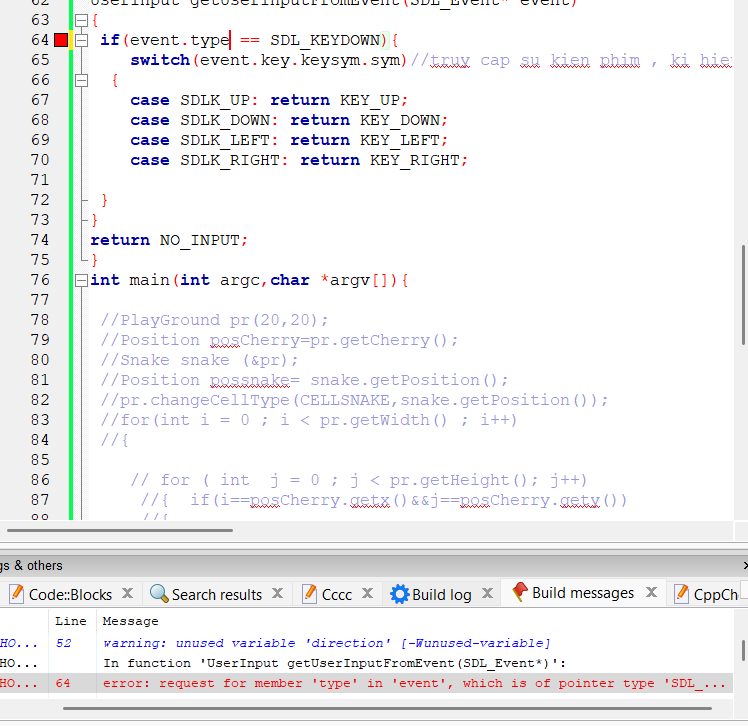 62 UserInput getUserInputFromEvent(SDL_Event* event)
63 {
64 if(event.type == SDL_KEYDOWN){
65 switch(event.key.keysym.sym)//truy cap su kien phim , ki hie
66 {
67 case SDLK_UP: return KEY_UP;
68 case SDLK_DOWN: return KEY_DOWN;
69 case SDLK_LEFT: return KEY_LEFT;
70 case SDLK_RIGHT: return KEY_RIGHT;
71
72 }
73 }
74 return NO_INPUT;
75 }
76 int main(int argc,char *argv[]){
77
78 //PlayGround pr(20,20);
79 //Position posCherry=pr.getCherry();
80 //Snake snake (&pr);
81 //Position possnake= snake.getPosition();
82 //pr.changeCellType(CELLSNAKE,snake.getPosition());
83 //for(int i = 0 ; i < pr.getWidth() ; i++)
84 //{
85
86 // for ( int j = 0 ; j < pr.getHeight(); j++)
87 //{ if(i==posCherry.getx()&&j==posCherry.gety())
88 //{
gs & others
Code::Blocks Search results Cccc Build log Build messages CppCh
Line Message
HO... 52 warning: unused variable 'direction' [-Wunused-variable]
HO... In function 'UserInput getUserInputFromEvent(SDL_Event*)':
HO... 64 error: request for member 'type' in 'event', which is of pointer type 'SDL_...